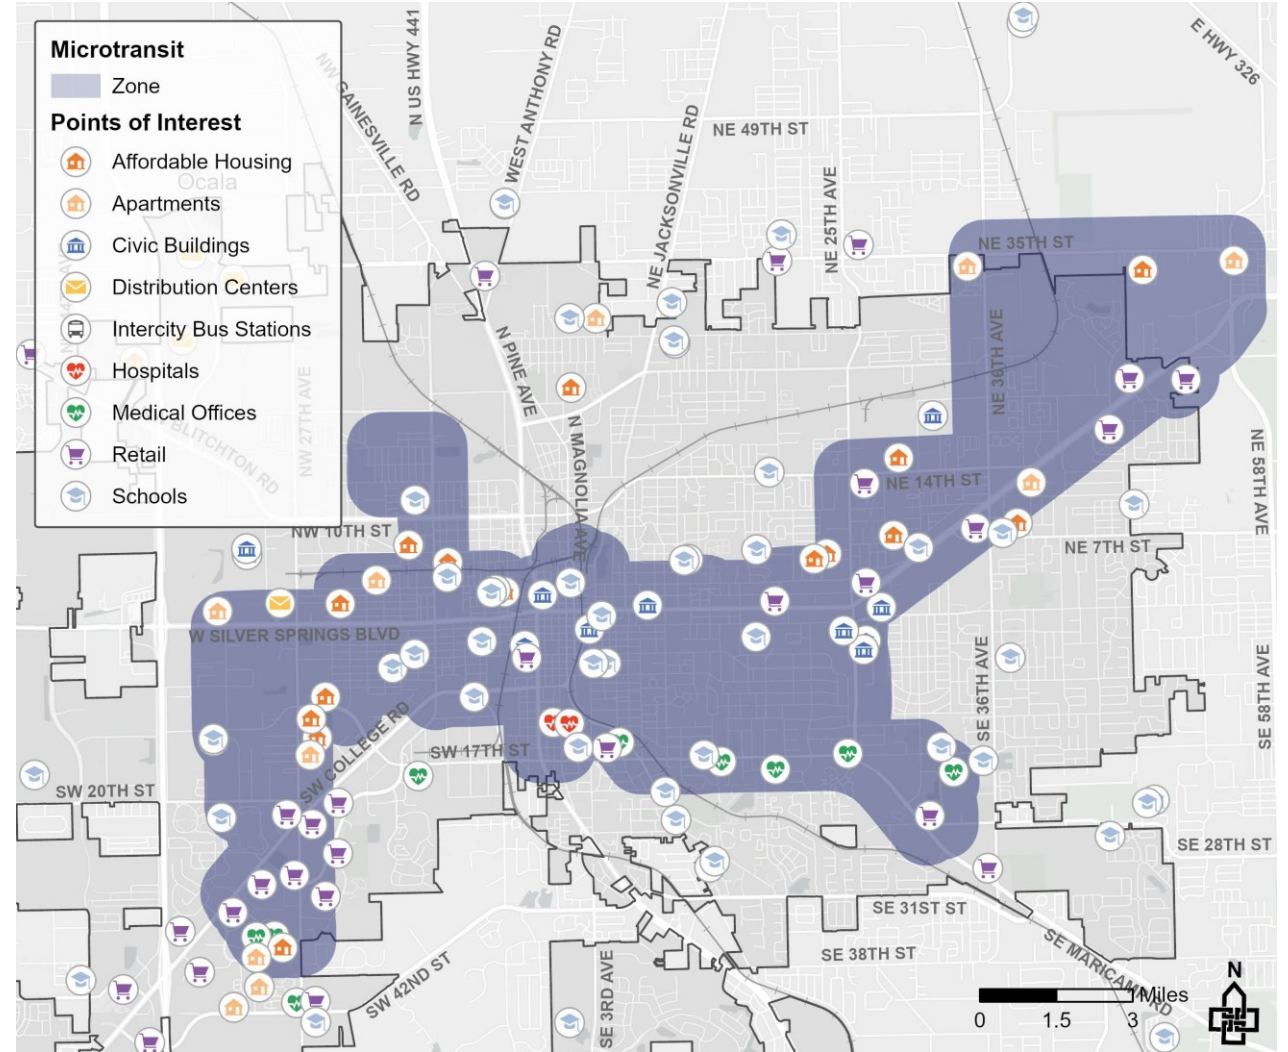 Microtransit
Zone
Points of Interest
Affordable Housing
Apartments
Civic Buildings
Distribution Centers
Intercity Bus Stations
Hospitals
Medical Offices
Retail
Schools
Ocala
NW GAINESVILLE RD
N US HWY 441
WEST ANTHONY RD
E HWY 326
NE 49TH ST
NE JACKSONVILLE RD
NE 25TH AVE
NE 35TH ST
NE 36TH AVE
N PINE AVE
N MAGNOLIA AVE
NW 27TH AVE
BLITCHTON RD
NE 14TH ST
NE 58TH AVE
NW 10TH ST
NE 7TH ST
W SILVER SPRINGS BLVD
SE 36TH AVE
SE 58TH AVE
SW COLLEGE RD
SW 17TH ST
SW 20TH ST
SE 28TH ST
SE 31ST ST
SE 38TH ST
SE MARICAMP RD
SW 42ND ST
SE 3RD AVE
N
Miles
0 1.5 3